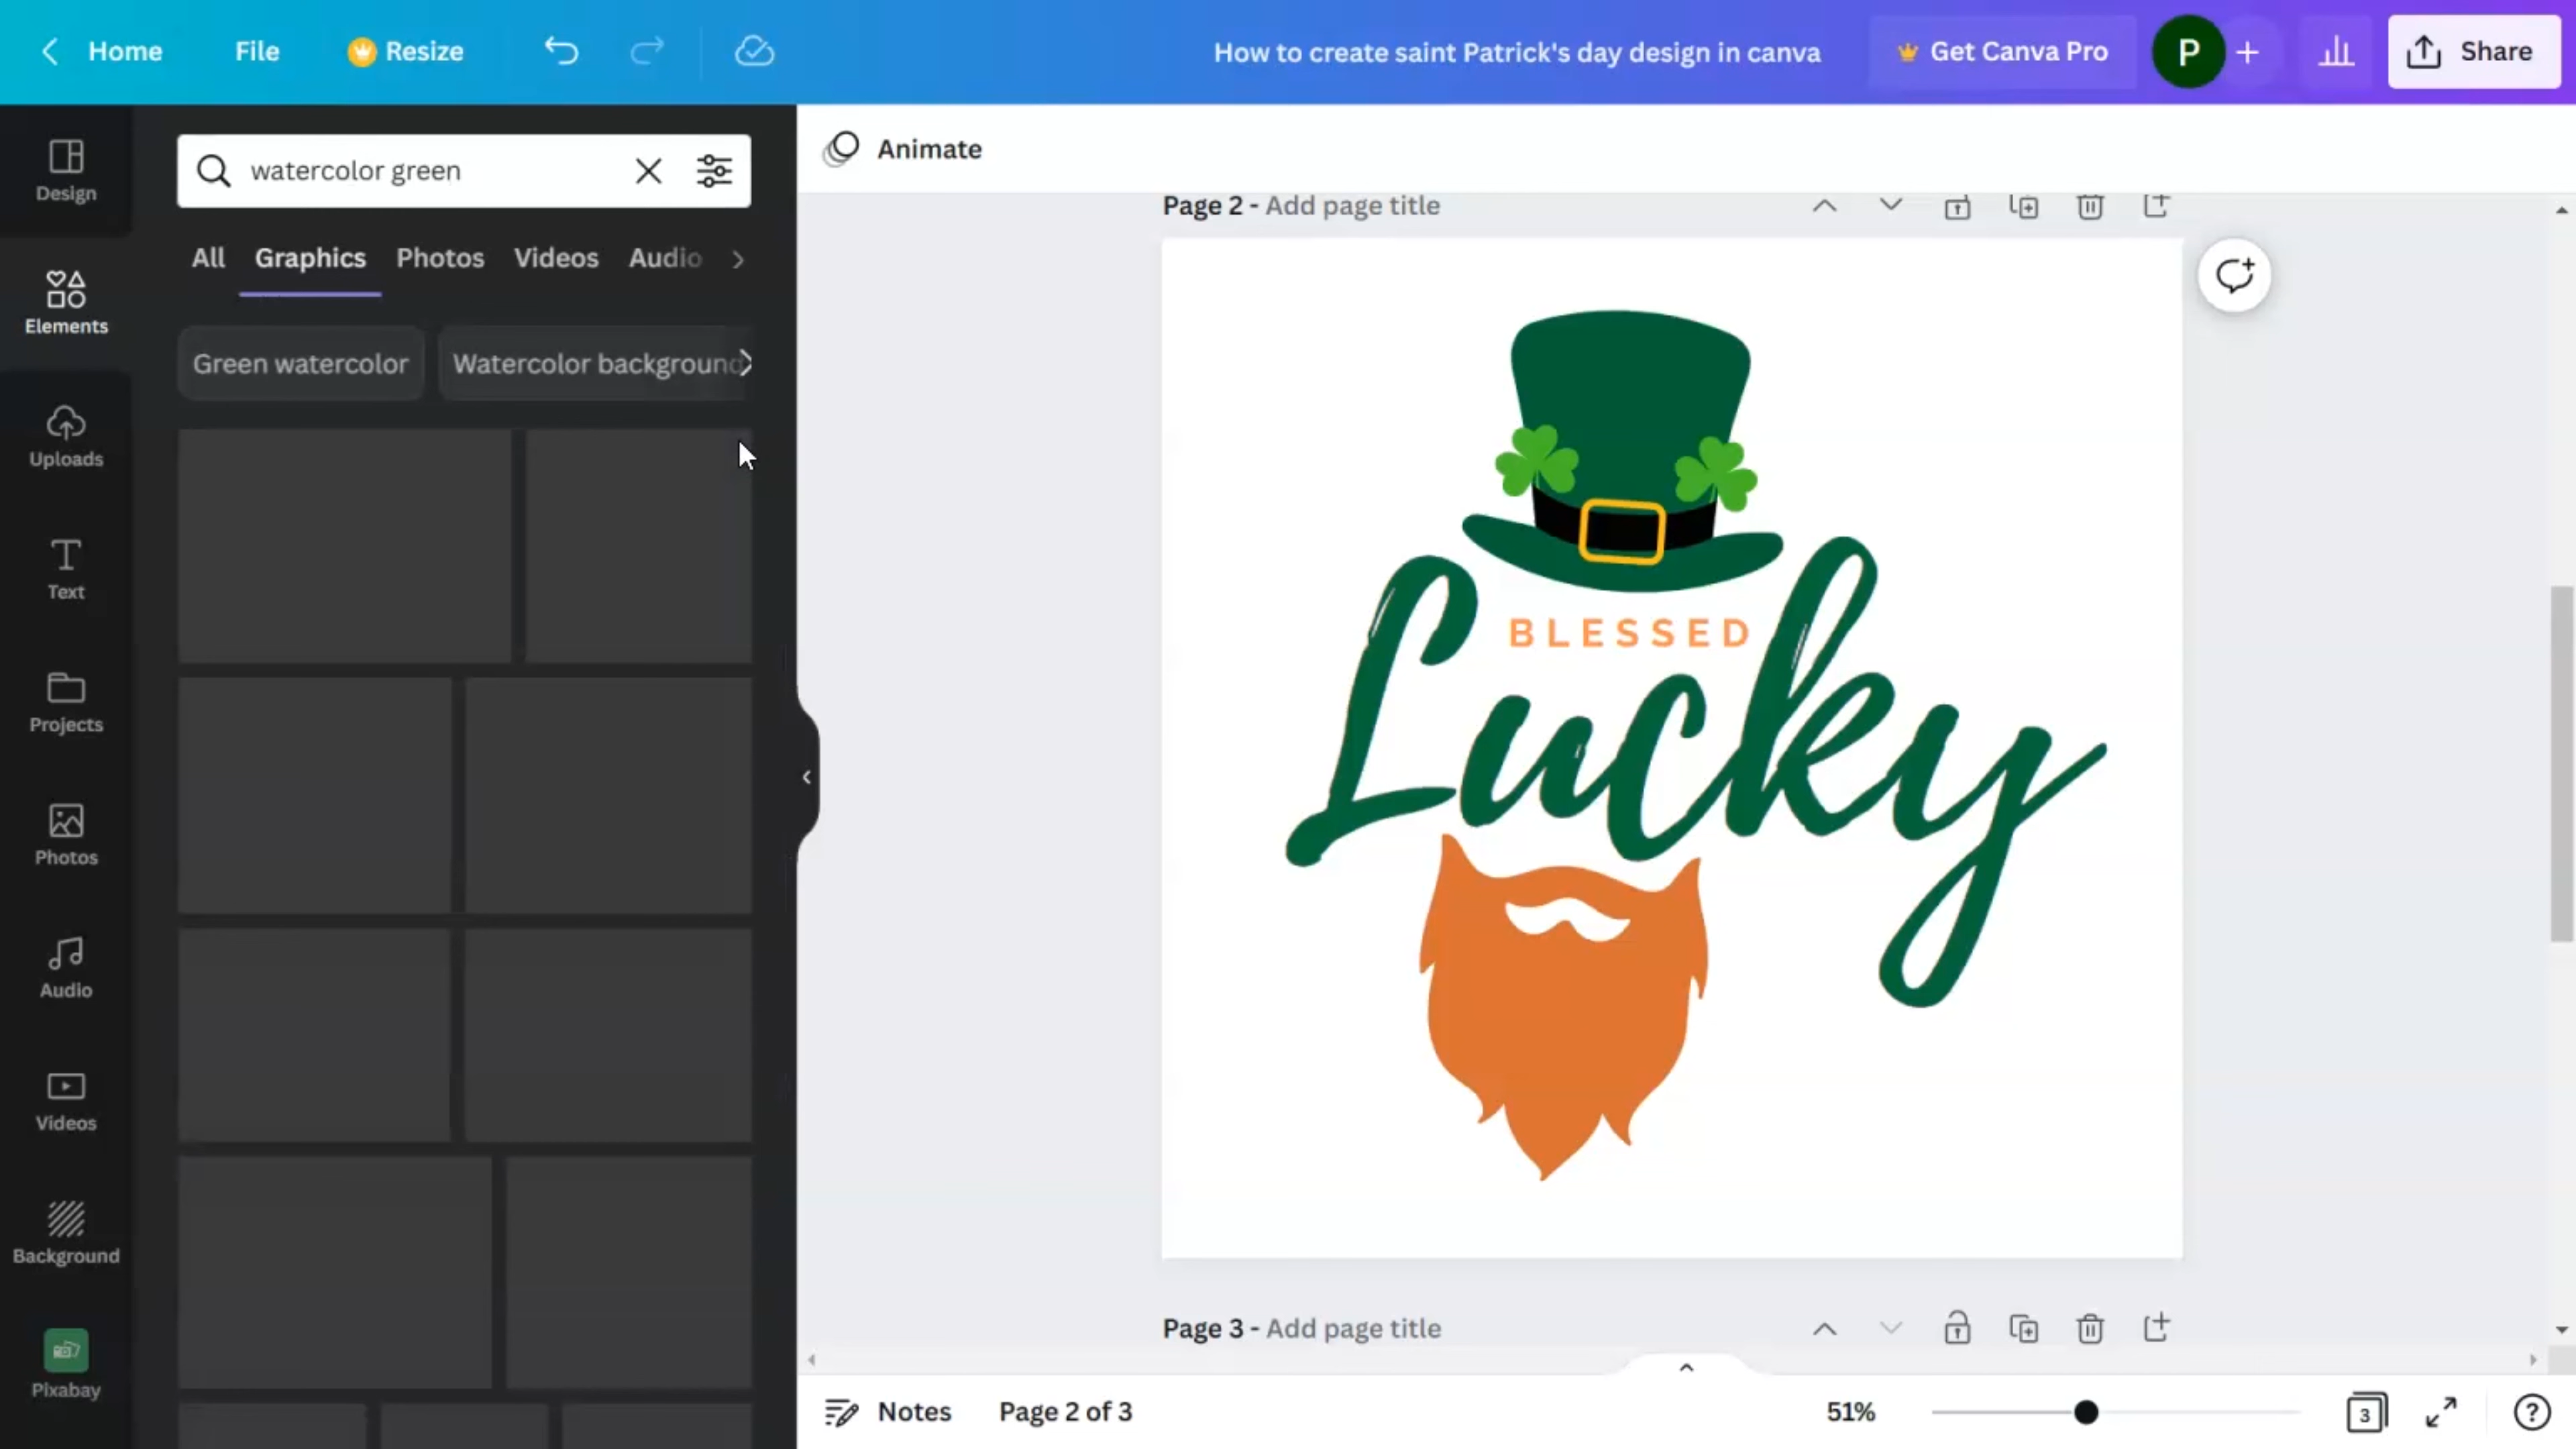 Home File Resize How to create saint Patrick's day design in canva Get Canva Pro P + Share
Design
Elements
Uploads
Text
Projects
Photos
Audio
Videos
Background
Pixabay
watercolor green
All Graphics Photos Videos Audio
Green watercolor Watercolor background
Animate
Page 2 - Add page title
BLESSED
Lucky
Page 3 - Add page title
Notes Page 2 of 3 51% 3 ?